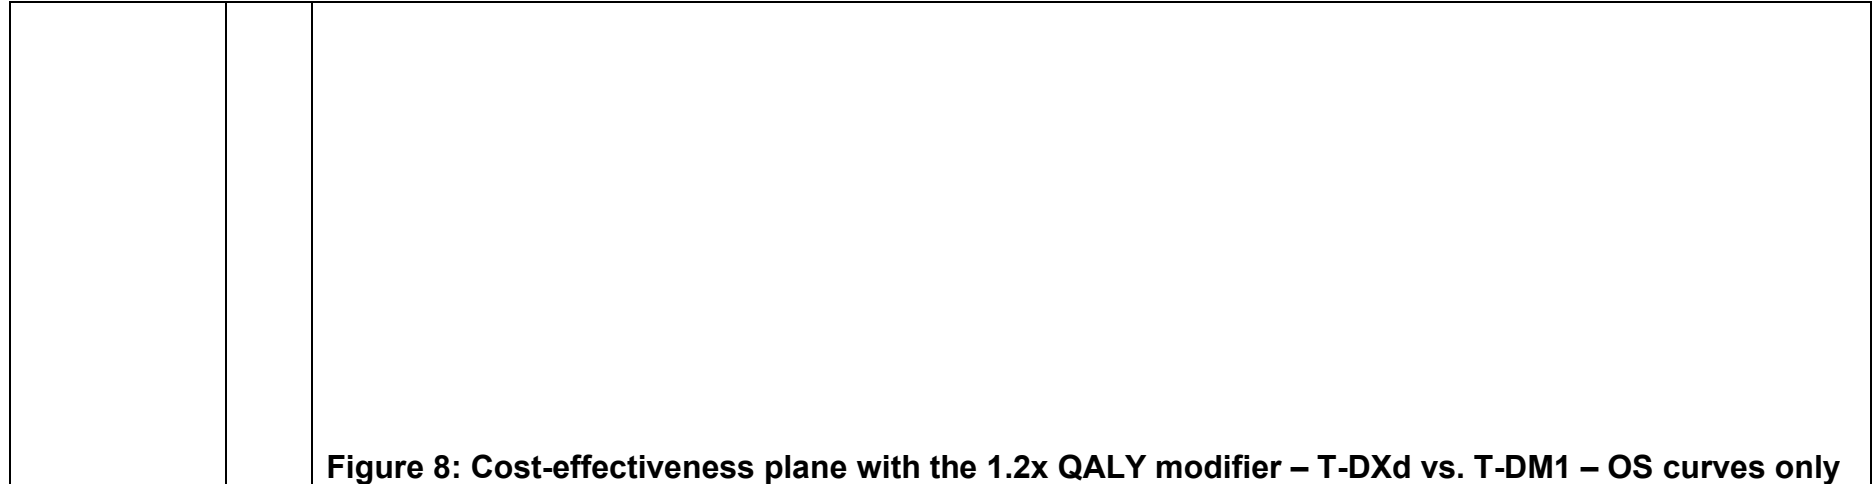 Figure 8: Cost-effectiveness plane with the 1.2x QALY modifier – T-DXd vs. T-DM1 – OS curves only